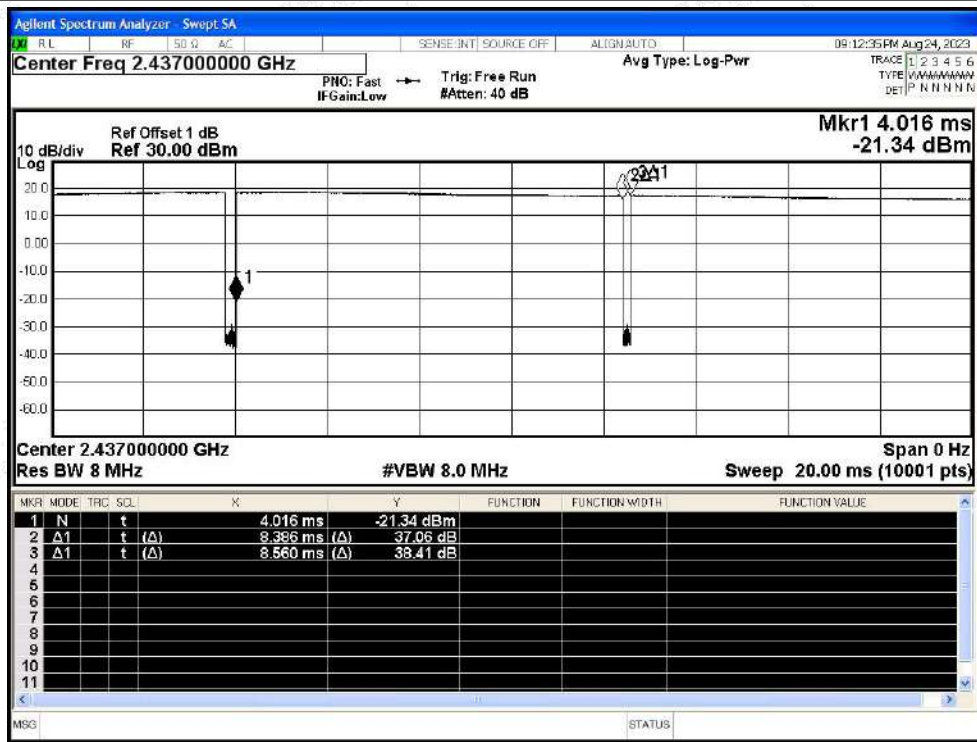 Agilent Spectrum Analyzer - Swept SA
LXI RL RF 50 Ω AC SENSE:INT SOURCE OFF ALIGNAUTO 09:12:35 PM Aug 24, 2023
Center Freq 2.437000000 GHz
PNO: Fast
IFGain:Low
Trig: Free Run
#Atten: 40 dB
Avg Type: Log-Pwr
TRACE 1 2 3 4 5 6
TYPE
DET P N N N N N
Mkr1 4.016 ms
-21.34 dBm
Ref Offset 1 dB
10 dB/div Ref 30.00 dBm
Log
20.0
10.0
0.00
-10.0
-20.0
-30.0
-40.0
-50.0
-60.0
1
Center 2.437000000 GHz Span 0 Hz
Res BW 8 MHz #VBW 8.0 MHz Sweep 20.00 ms (10001 pts)
MKR MODE TRC SCL X Y FUNCTION FUNCTION WIDTH FUNCTION VALUE
1 N t 4.016 ms -21.34 dBm
2 Δ1 t (Δ) 8.386 ms (Δ) 37.06 dB
3 Δ1 t (Δ) 8.560 ms (Δ) 38.41 dB
4
5
6
7
8
9
10
11
MSG STATUS